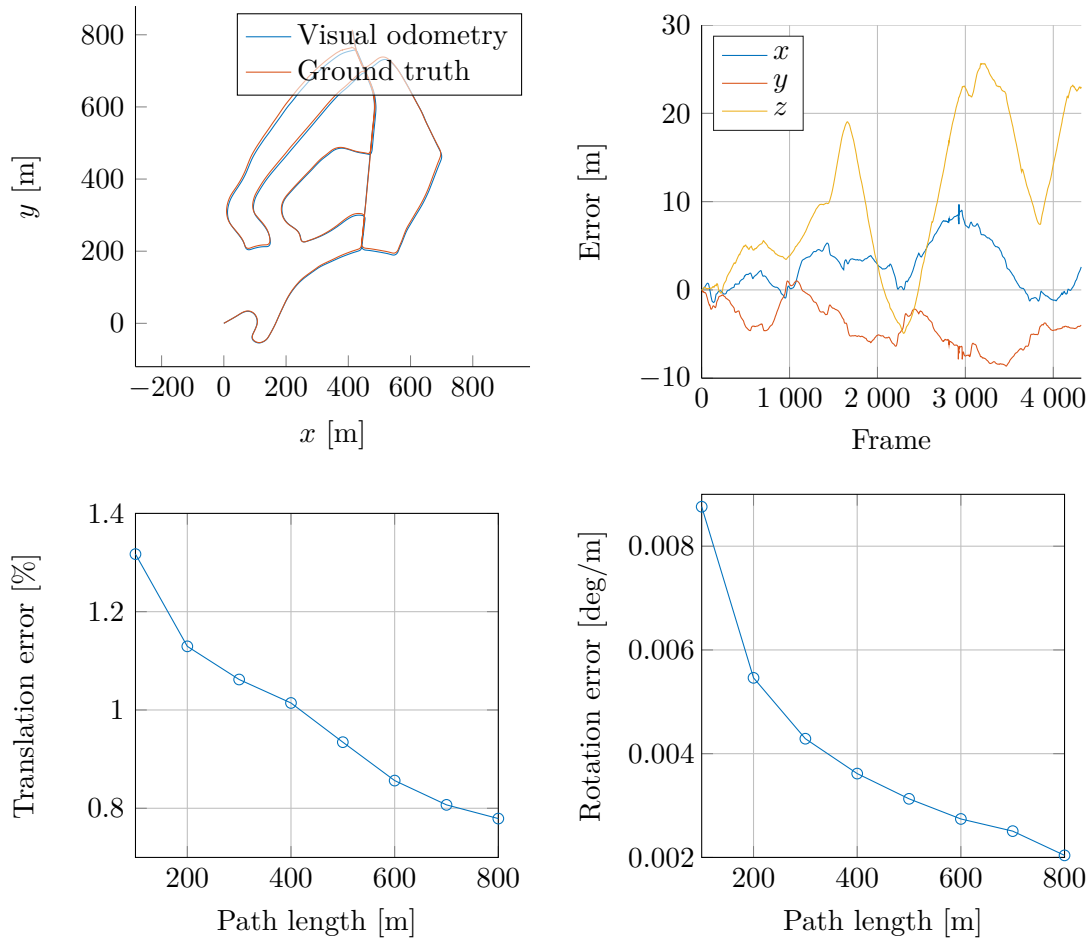 800
600
400
200
0
y [m]
Visual odometry
Ground truth
−200 0 200 400 600 800
x [m]
30
20
10
0
−10
Error [m]
x
y
z
0 1 000 2 000 3 000 4 000
Frame
1.4
1.2
1
0.8
Translation error [%]
200 400 600 800
Path length [m]
0.008
0.006
0.004
0.002
Rotation error [deg/m]
200 400 600 800
Path length [m]